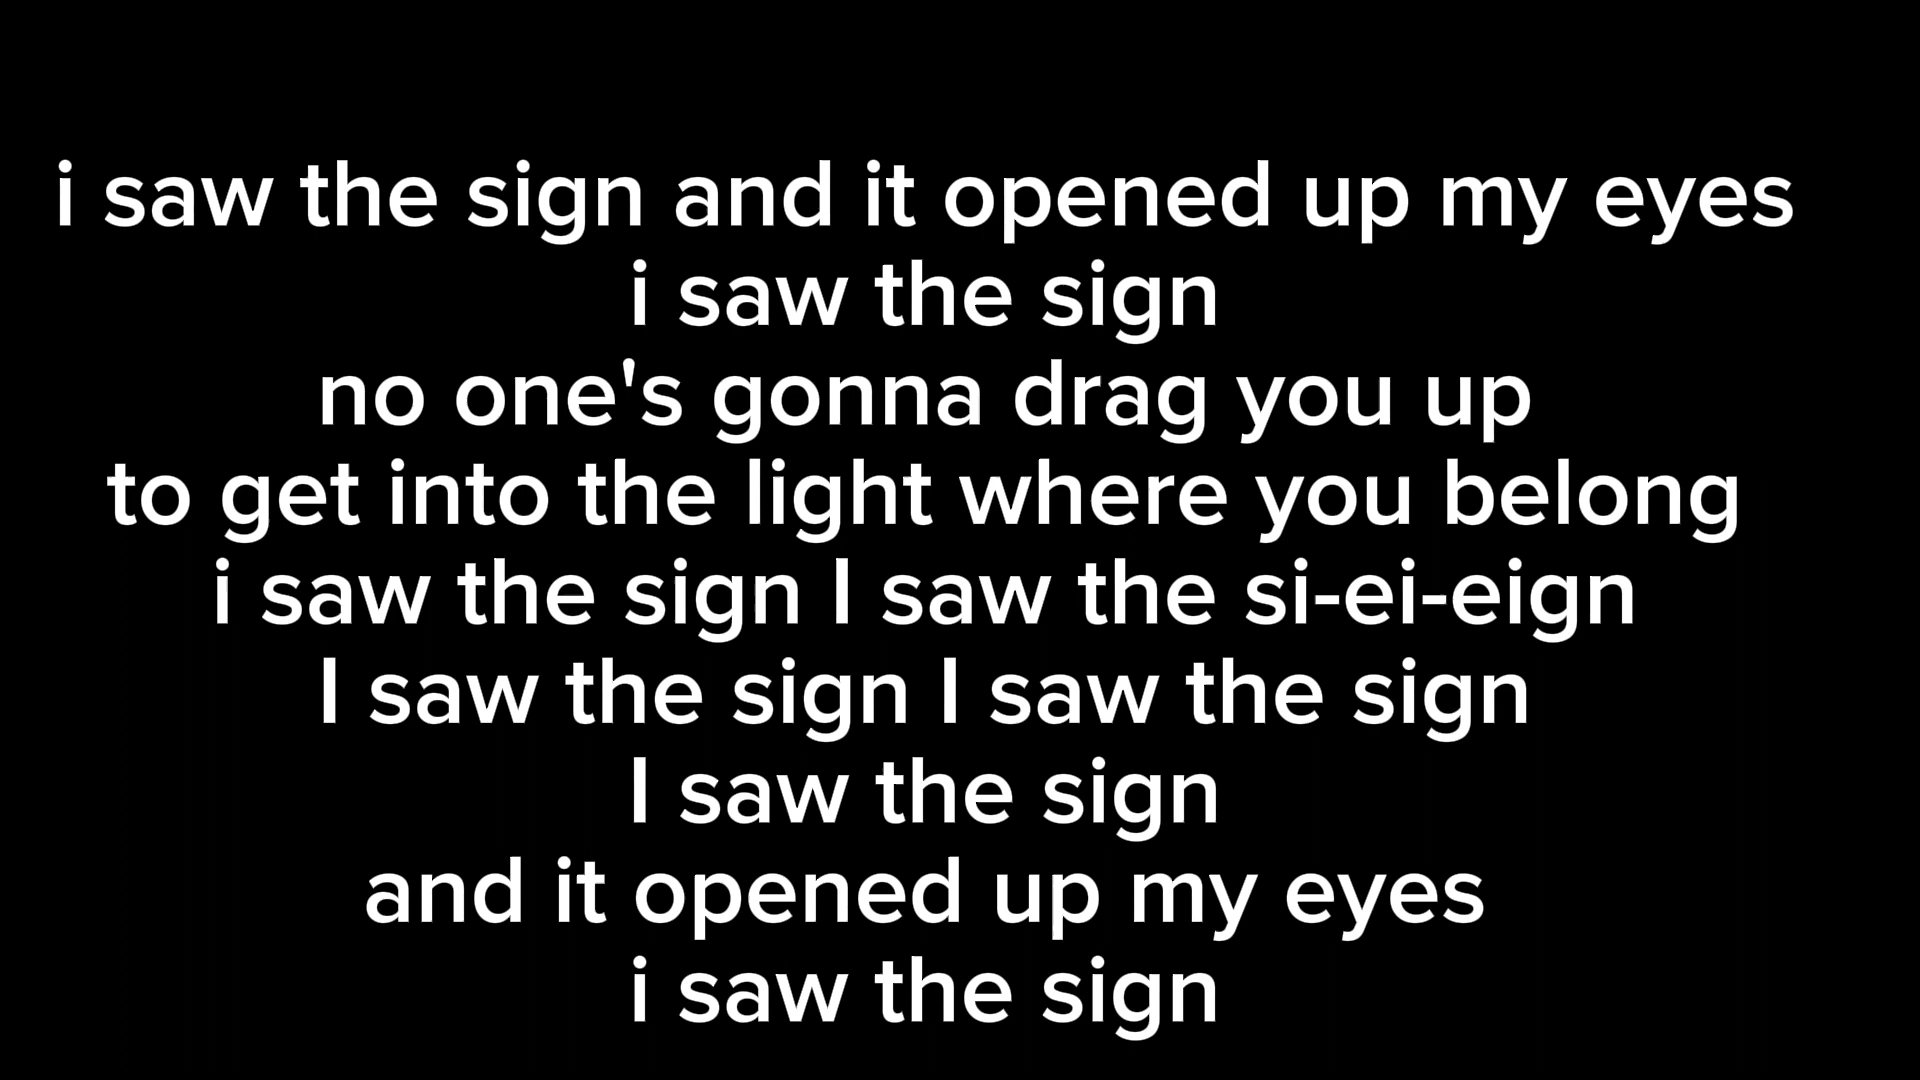 i saw the sign and it opened up my eyes
i saw the sign
no one's gonna drag you up
to get into the light where you belong
i saw the sign I saw the si-ei-eign
I saw the sign I saw the sign
I saw the sign
and it opened up my eyes
i saw the sign